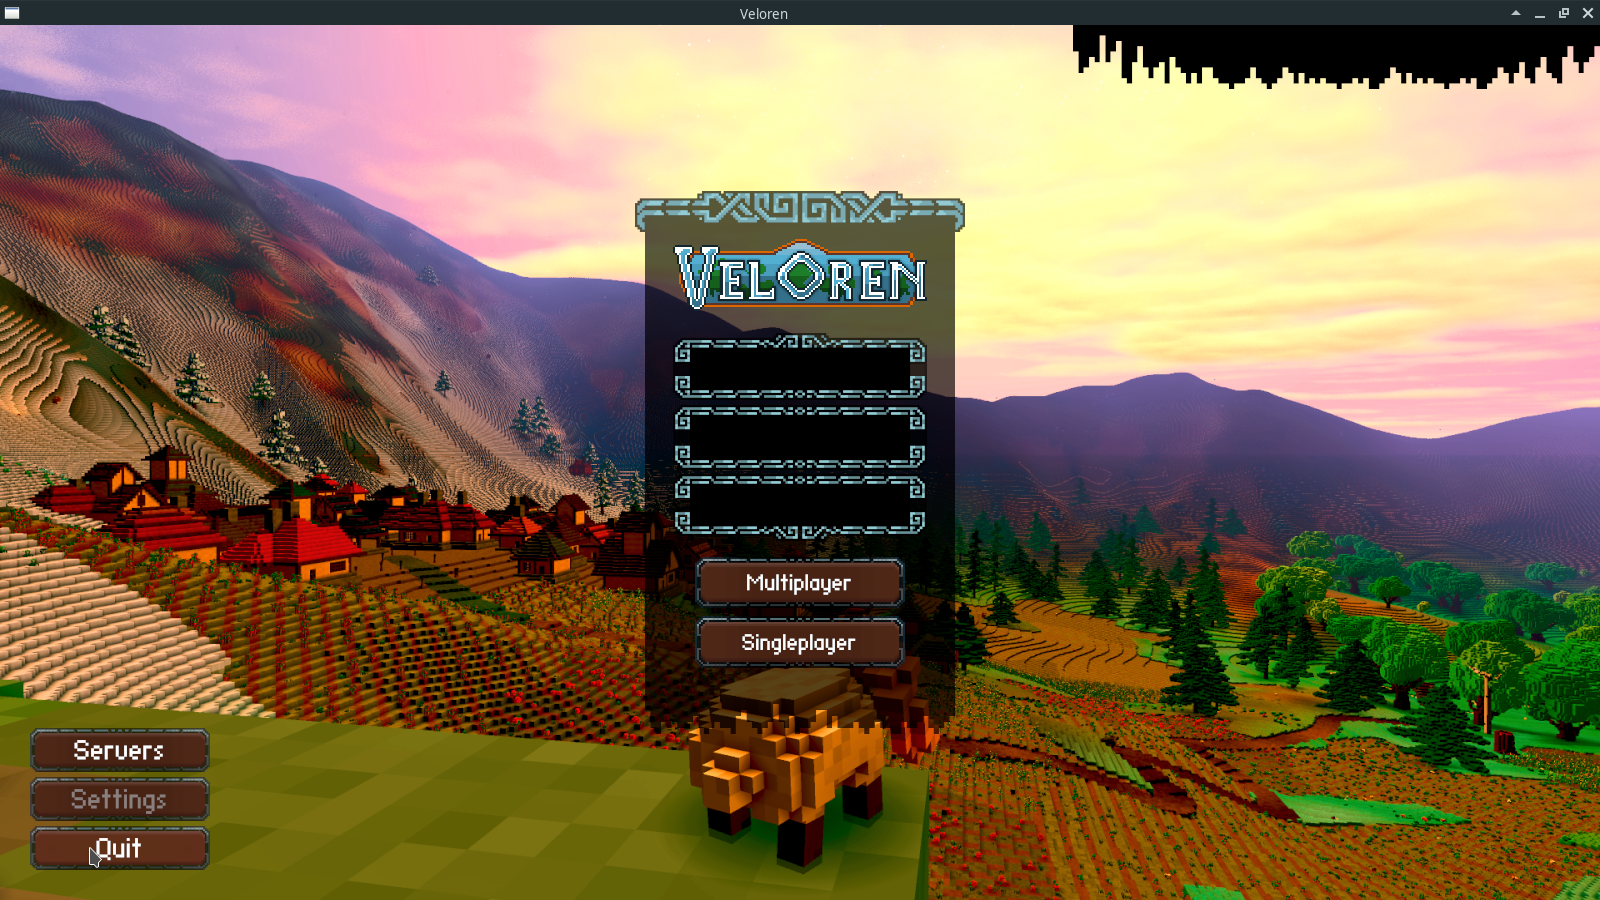 Veloren
VELOREN
Multiplayer
Singleplayer
Servers
Settings
Quit